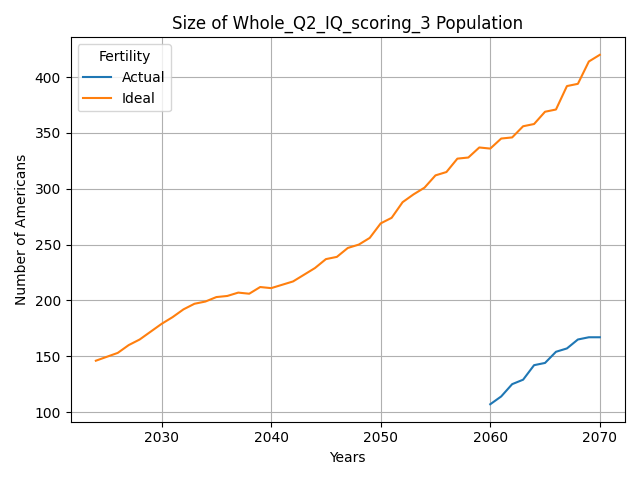 Size of Whole_Q2_IQ_scoring_3 Population
Fertility
Actual
Ideal
Number of Americans
400
350
300
250
200
150
100
2030 2040 2050 2060 2070
Years